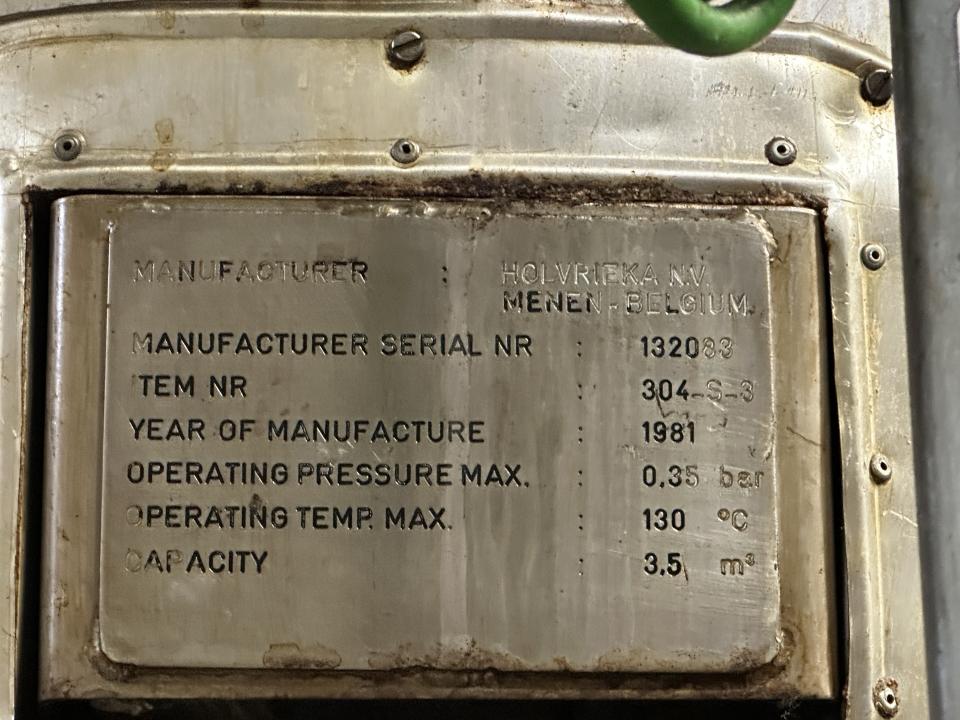 MANUFACTURER : HOLVRIEKA N.V.
MENEN - BELGIUM.
MANUFACTURER SERIAL NR : 132083
ITEM NR : 304-S-3
YEAR OF MANUFACTURE : 1981
OPERATING PRESSURE MAX. : 0,35 bar
OPERATING TEMP. MAX. : 130 °C
CAPACITY : 3,5 m³